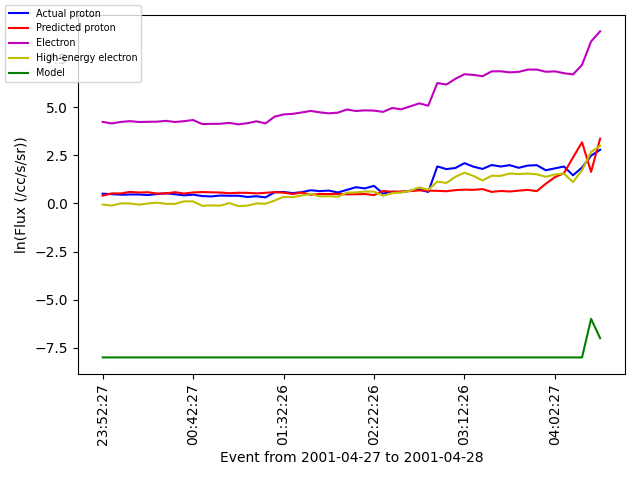 Actual proton
Predicted proton
Electron
High-energy electron
Model
5.0
2.5
0.0
−2.5
−5.0
−7.5
ln(Flux (/cc/s/sr))
23:52:27
00:42:27
01:32:26
02:22:26
03:12:26
04:02:27
Event from 2001-04-27 to 2001-04-28